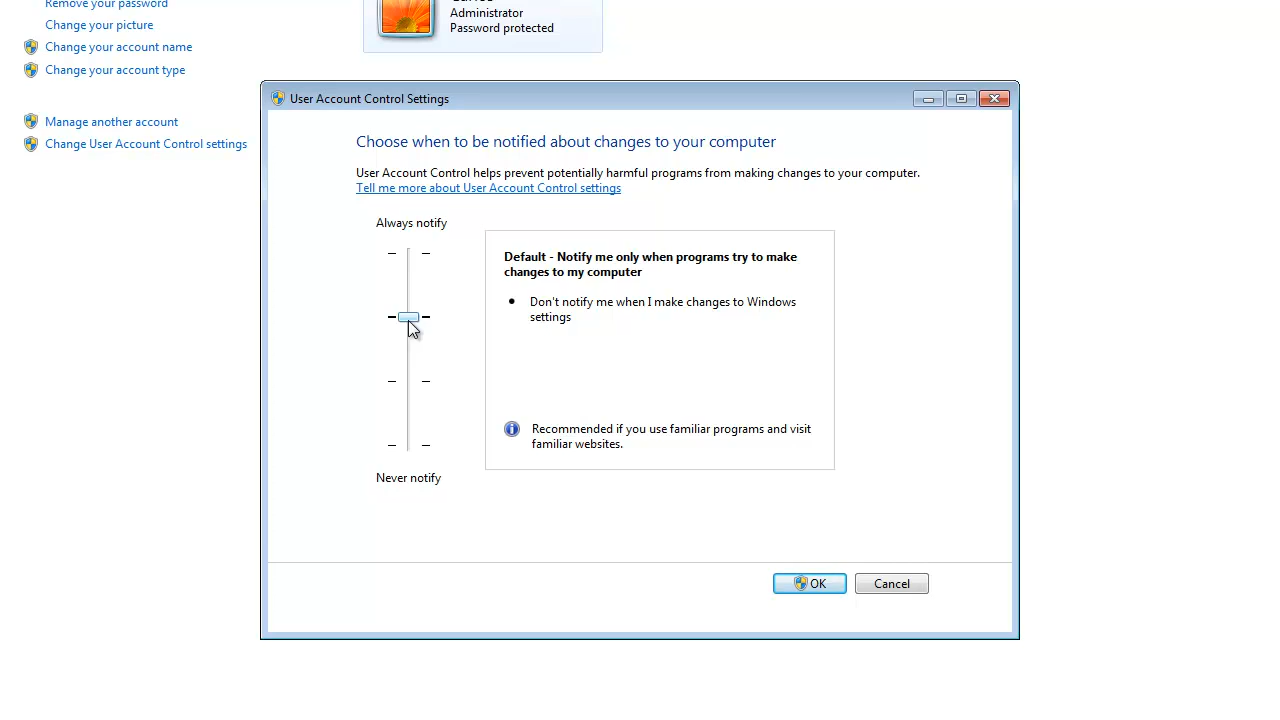 Remove your password
Change your picture
Change your account name
Change your account type
Manage another account
Change User Account Control settings
Administrator
Password protected
User Account Control Settings
Choose when to be notified about changes to your computer
User Account Control helps prevent potentially harmful programs from making changes to your computer.
Tell me more about User Account Control settings
Always notify
Default - Notify me only when programs try to make
changes to my computer
Don't notify me when I make changes to Windows
settings
Recommended if you use familiar programs and visit
familiar websites.
Never notify
OK
Cancel